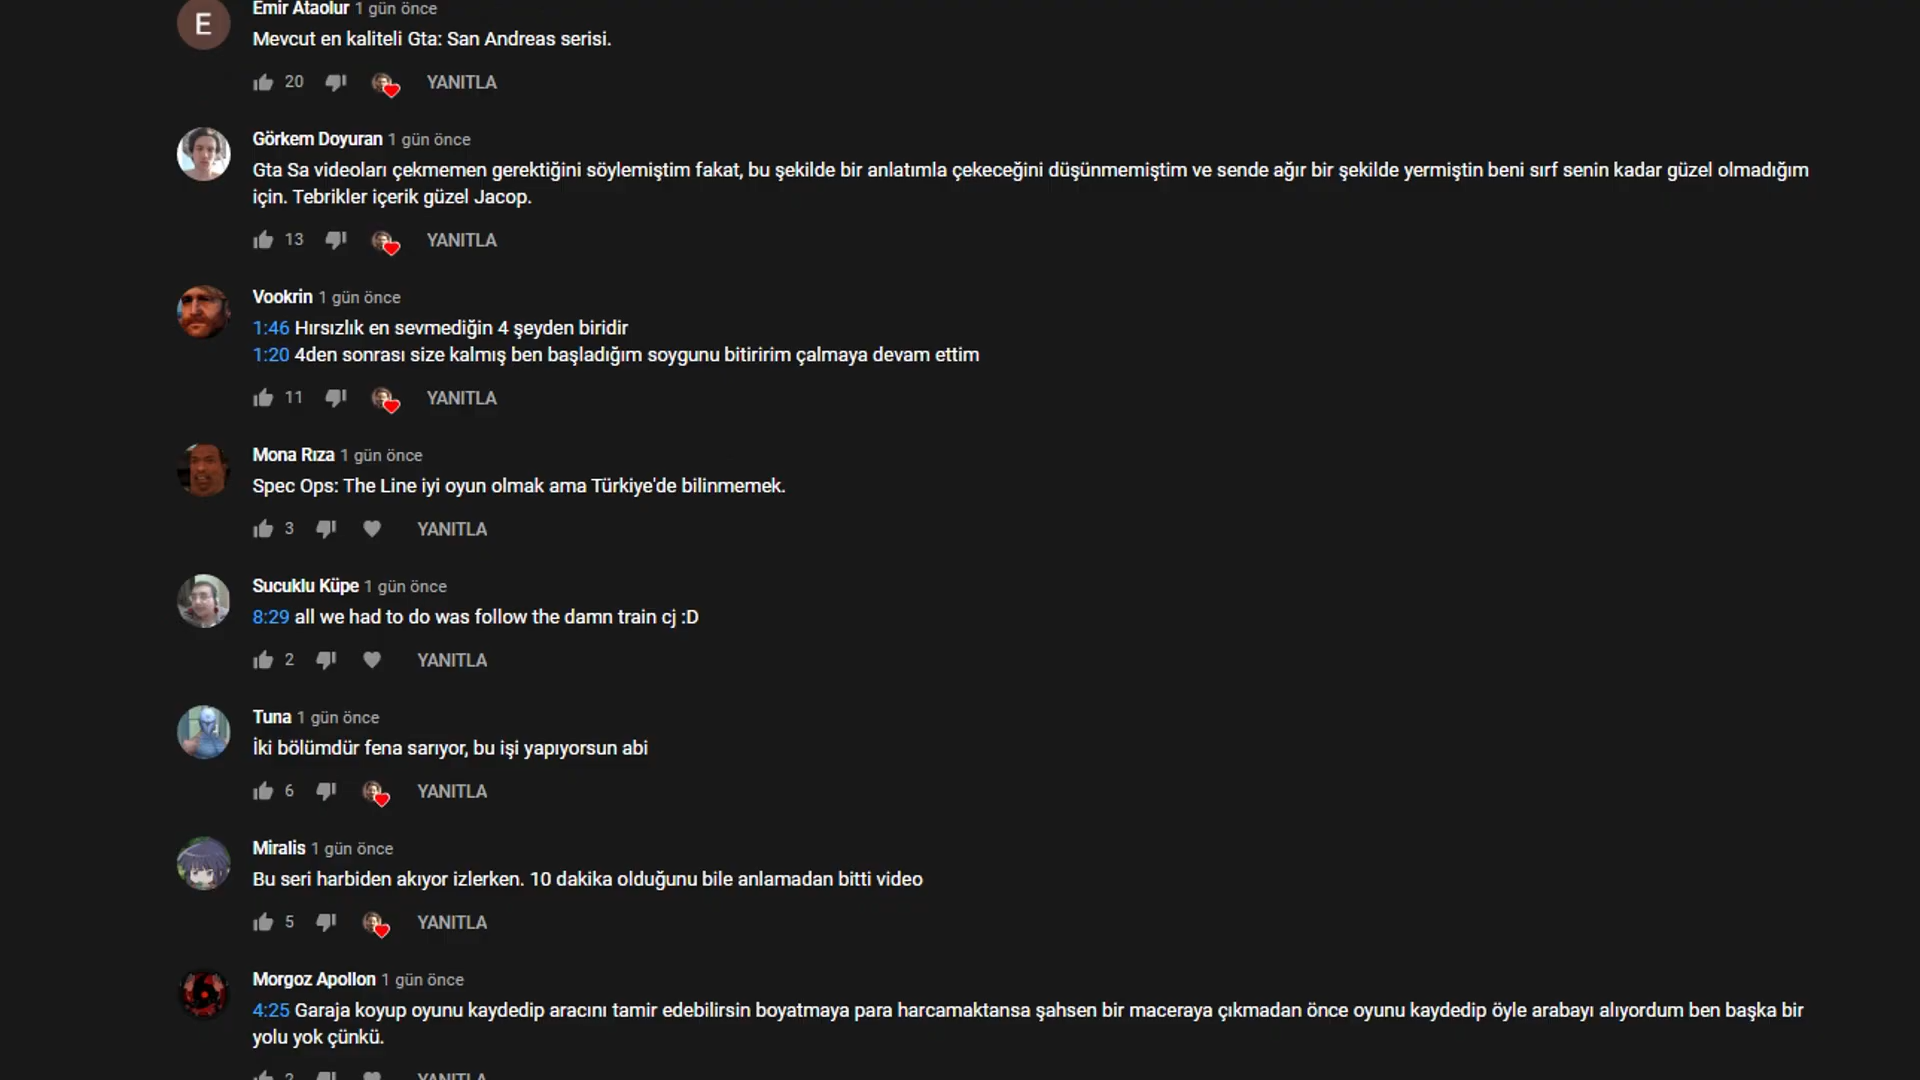 E
Emir Ataolur 1 gün önce
Mevcut en kaliteli Gta: San Andreas serisi.
20 YANITLA
Görkem Doyuran 1 gün önce
Gta Sa videoları çekmemen gerektiğini söylemiştim fakat, bu şekilde bir anlatımla çekeceğini düşünmemiştim ve sende ağır bir şekilde yermiştin beni sırf senin kadar güzel olmadığım
için. Tebrikler içerik güzel Jacop.
13 YANITLA
Vookrin 1 gün önce
1:46 Hırsızlık en sevmediğin 4 şeyden biridir
1:20 4den sonrası size kalmış ben başladığım soygunu bitiririm çalmaya devam ettim
11 YANITLA
Mona Rıza 1 gün önce
Spec Ops: The Line iyi oyun olmak ama Türkiye'de bilinmemek.
3 YANITLA
Sucuklu Küpe 1 gün önce
8:29 all we had to do was follow the damn train cj :D
2 YANITLA
Tuna 1 gün önce
İki bölümdür fena sarıyor, bu işi yapıyorsun abi
6 YANITLA
Miralis 1 gün önce
Bu seri harbiden akıyor izlerken. 10 dakika olduğunu bile anlamadan bitti video
5 YANITLA
Morgoz Apollon 1 gün önce
4:25 Garaja koyup oyunu kaydedip aracını tamir edebilirsin boyatmaya para harcamaktansa şahsen bir maceraya çıkmadan önce oyunu kaydedip öyle arabayı alıyordum ben başka bir
yolu yok çünkü.
2 YANITLA